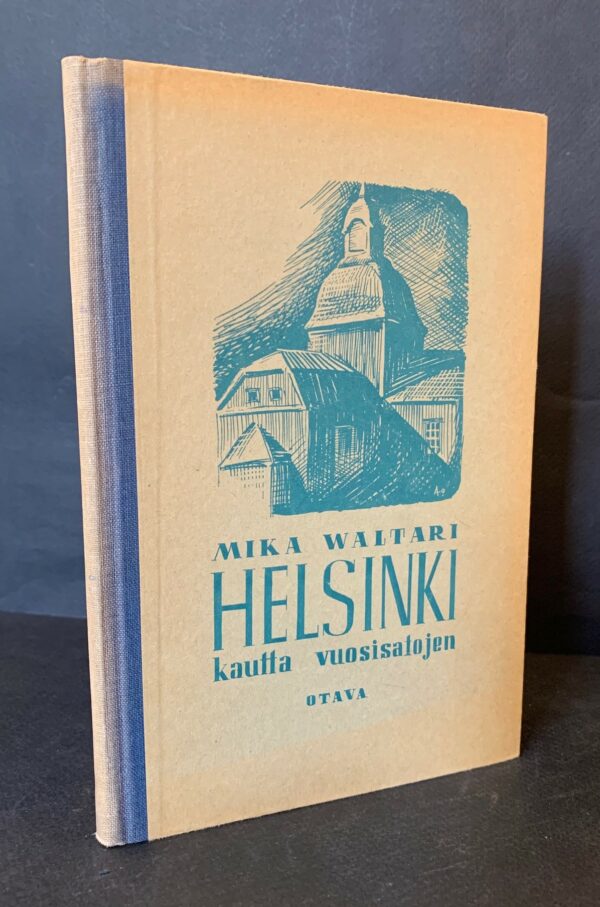 MIKA WALTARI
HELSINKI
kautta vuosisatojen
OTAVA